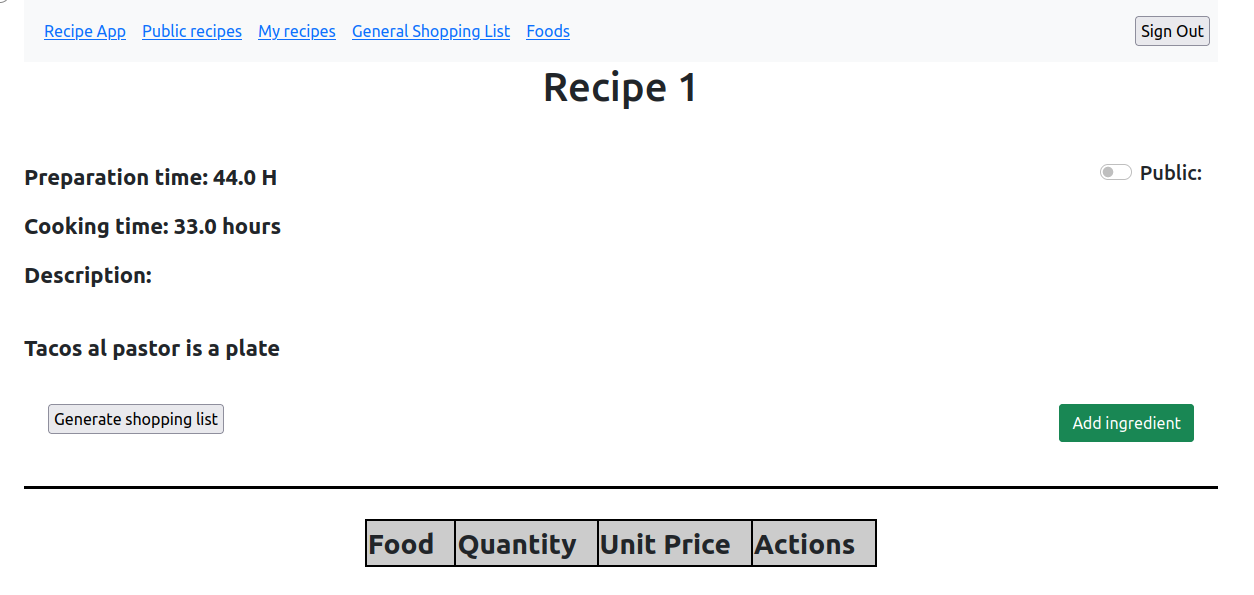 Recipe App Public recipes My recipes General Shopping List Foods Sign Out
Recipe 1
Preparation time: 44.0 H
Public:
Cooking time: 33.0 hours
Description:
Tacos al pastor is a plate
Generate shopping list
Add ingredient
Food Quantity Unit Price Actions